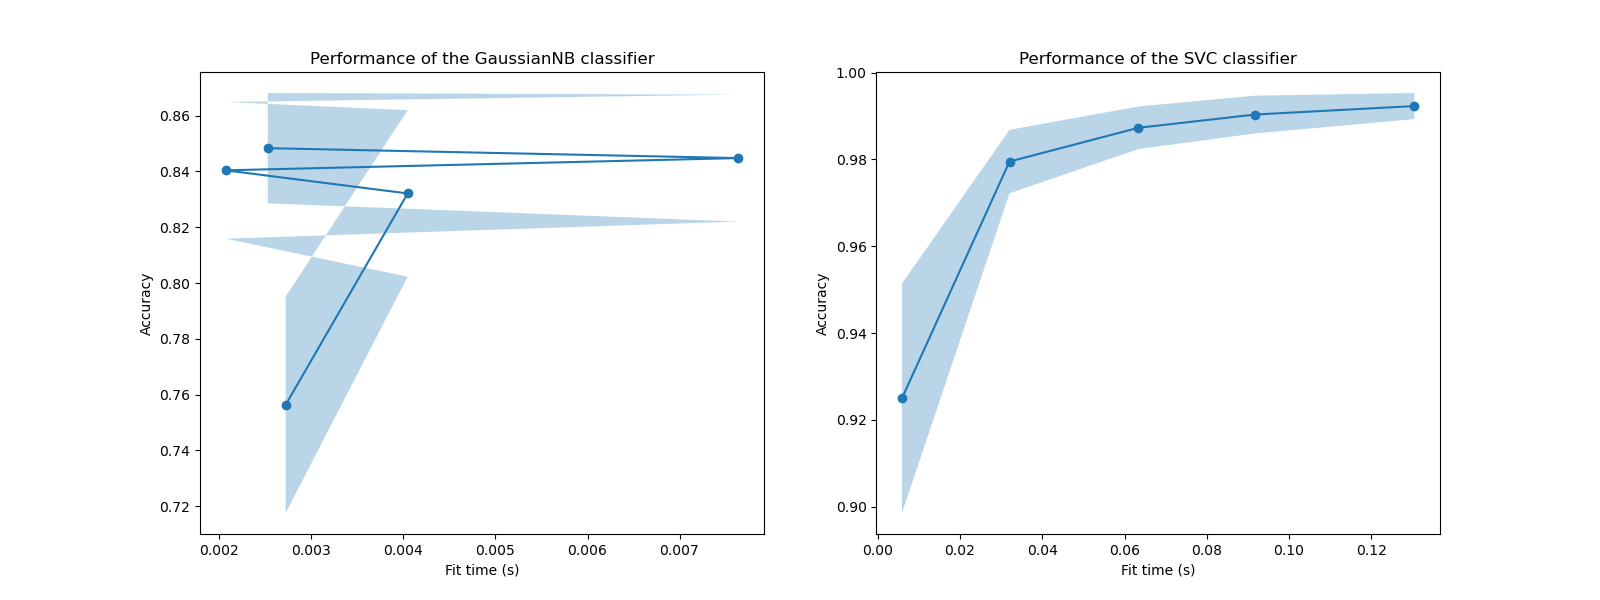 Performance of the GaussianNB classifier
0.86
0.84
0.82
0.80
0.78
0.76
0.74
0.72
Accuracy
0.002 0.003 0.004 0.005 0.006 0.007
Fit time (s)
Performance of the SVC classifier
1.00
0.98
0.96
0.94
0.92
0.90
Accuracy
0.00 0.02 0.04 0.06 0.08 0.10 0.12
Fit time (s)